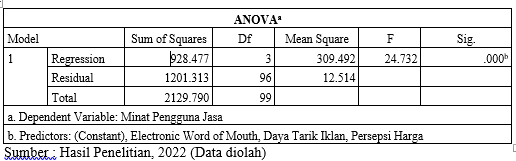 ANOVAᵃ
Model Sum of Squares Df Mean Square F Sig.
1 Regression 928.477 3 309.492 24.732 .000ᵇ
Residual 1201.313 96 12.514
Total 2129.790 99
a. Dependent Variable: Minat Pengguna Jasa
b. Predictors: (Constant), Electronic Word of Mouth, Daya Tarik Iklan, Persepsi Harga
Sumber : Hasil Penelitian, 2022 (Data diolah)